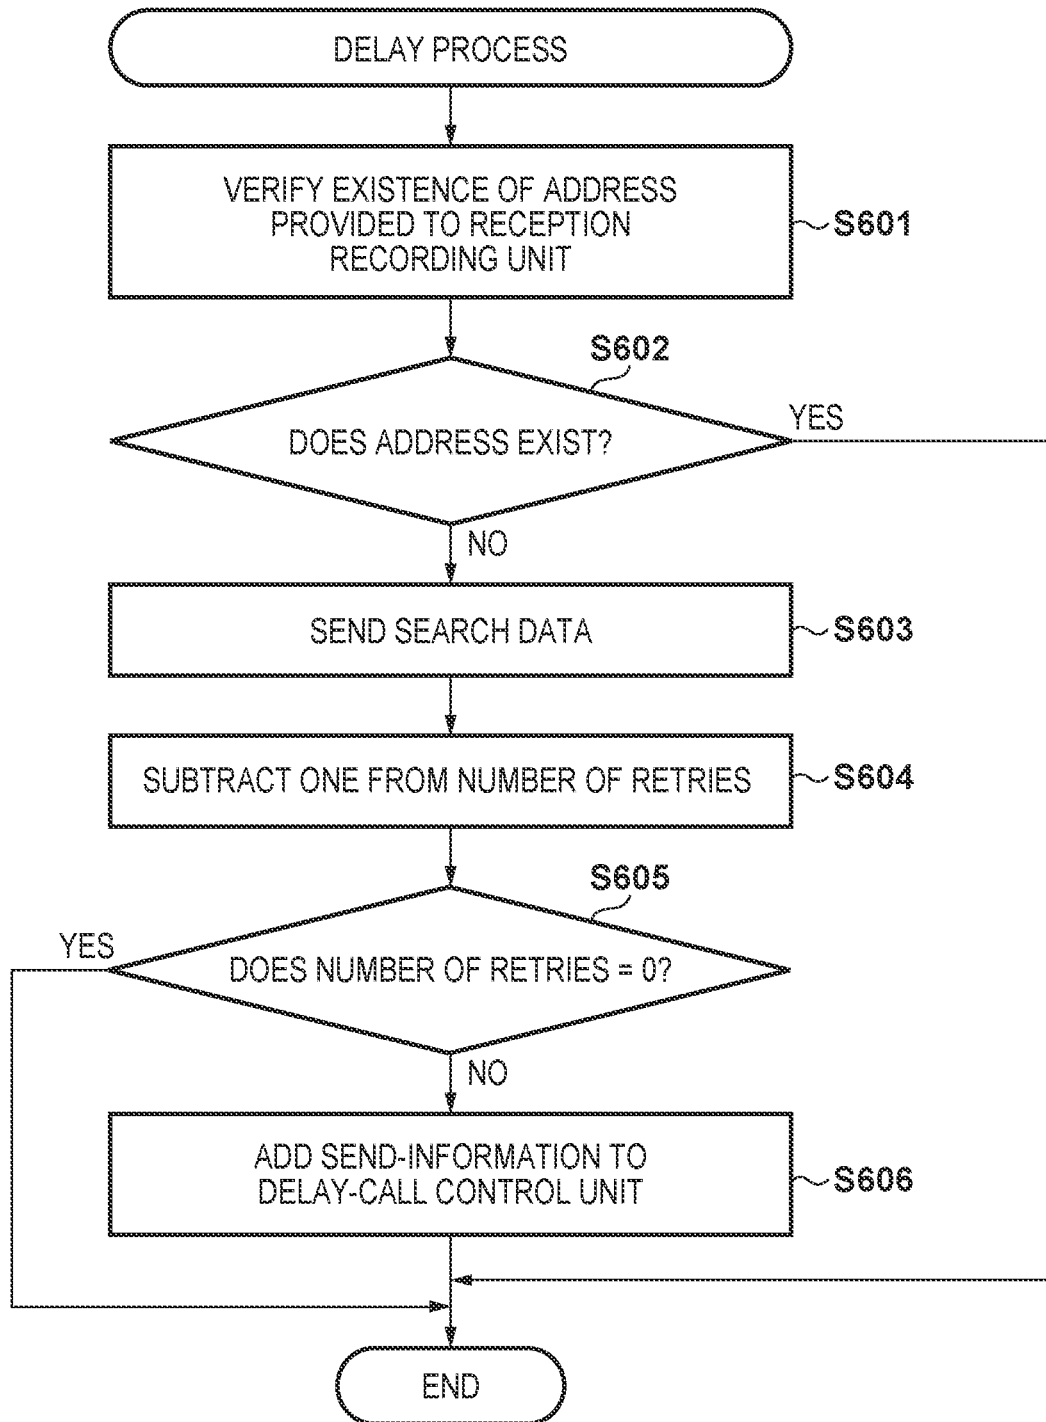 DELAY PROCESS
VERIFY EXISTENCE OF ADDRESS
PROVIDED TO RECEPTION
RECORDING UNIT
S601
S602
DOES ADDRESS EXIST?
YES
NO
SEND SEARCH DATA
S603
SUBTRACT ONE FROM NUMBER OF RETRIES
S604
S605
YES
DOES NUMBER OF RETRIES = 0?
NO
ADD SEND-INFORMATION TO
DELAY-CALL CONTROL UNIT
S606
END